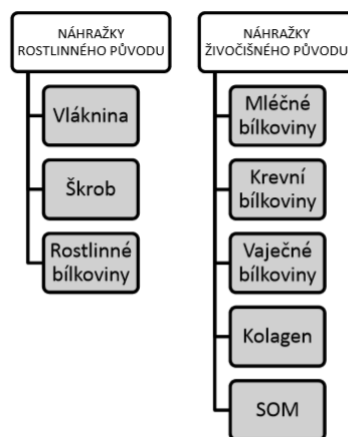 NÁHRAŽKY
ROSTLINNÉHO PŮVODU
Vláknina
Škrob
Rostlinné
bílkoviny
NÁHRAŽKY
ŽIVOČIŠNÉHO PŮVODU
Mléčné
bílkoviny
Krevní
bílkoviny
Vaječné
bílkoviny
Kolagen
SOM